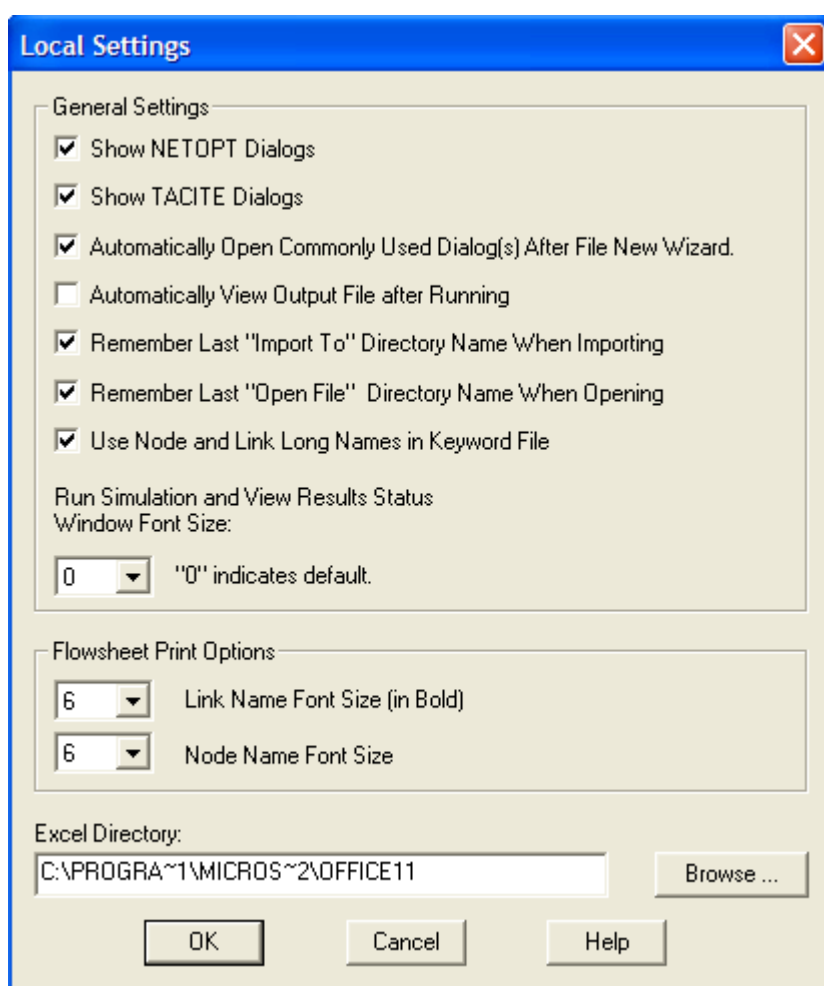 Local Settings
General Settings
Show NETOPT Dialogs
Show TACITE Dialogs
Automatically Open Commonly Used Dialog(s) After File New Wizard.
Automatically View Output File after Running
Remember Last "Import To" Directory Name When Importing
Remember Last "Open File"  Directory Name When Opening
Use Node and Link Long Names in Keyword File
Run Simulation and View Results Status
Window Font Size:
0 "0" indicates default.
Flowsheet Print Options
6 Link Name Font Size (in Bold)
6 Node Name Font Size
Excel Directory:
C:\PROGRA~1\MICROS~2\OFFICE11 Browse ...
OK Cancel Help